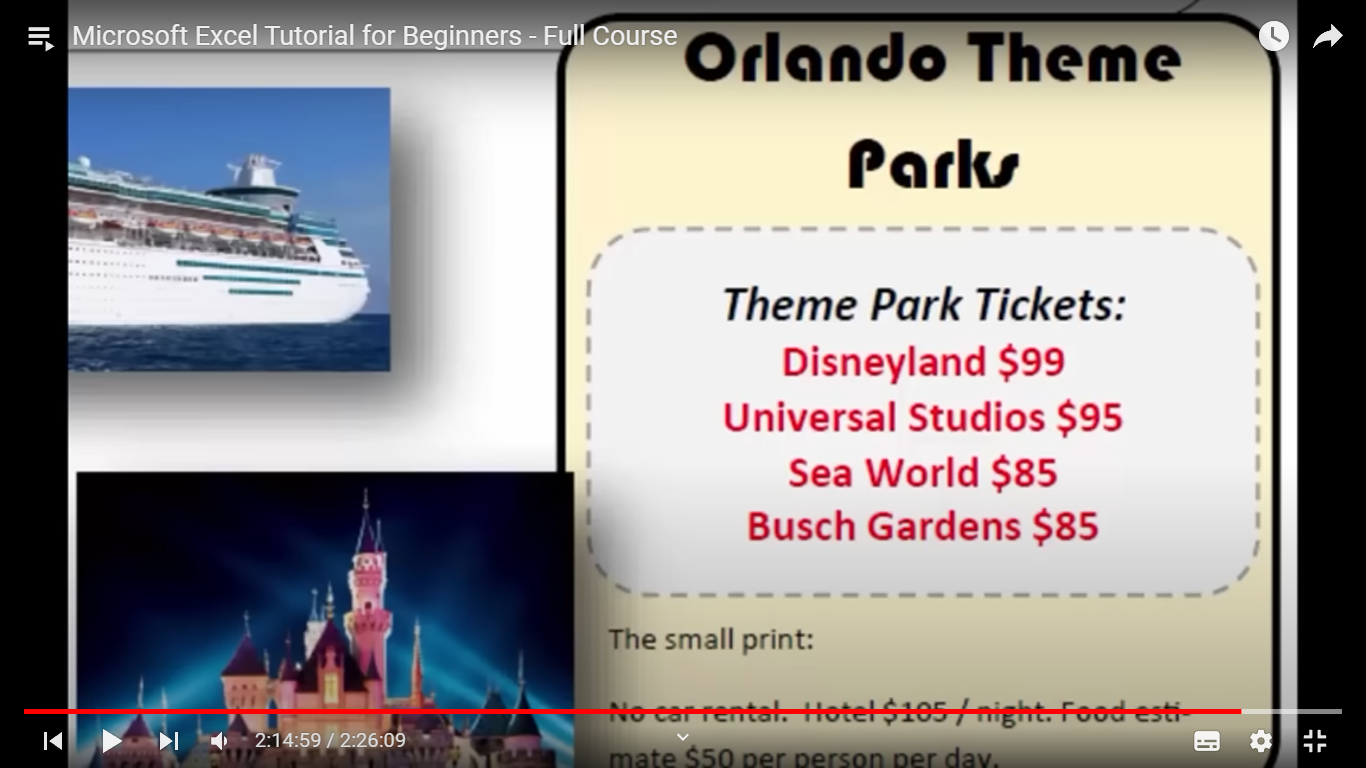 Microsoft Excel Tutorial for Beginners - Full Course
Orlando Theme
Parks
Theme Park Tickets:
Disneyland $99
Universal Studios $95
Sea World $85
Busch Gardens $85
The small print:
No car rental. Hotel $105 / night. Food esti-
mate $50 per person per day.
2:14:59 / 2:26:09